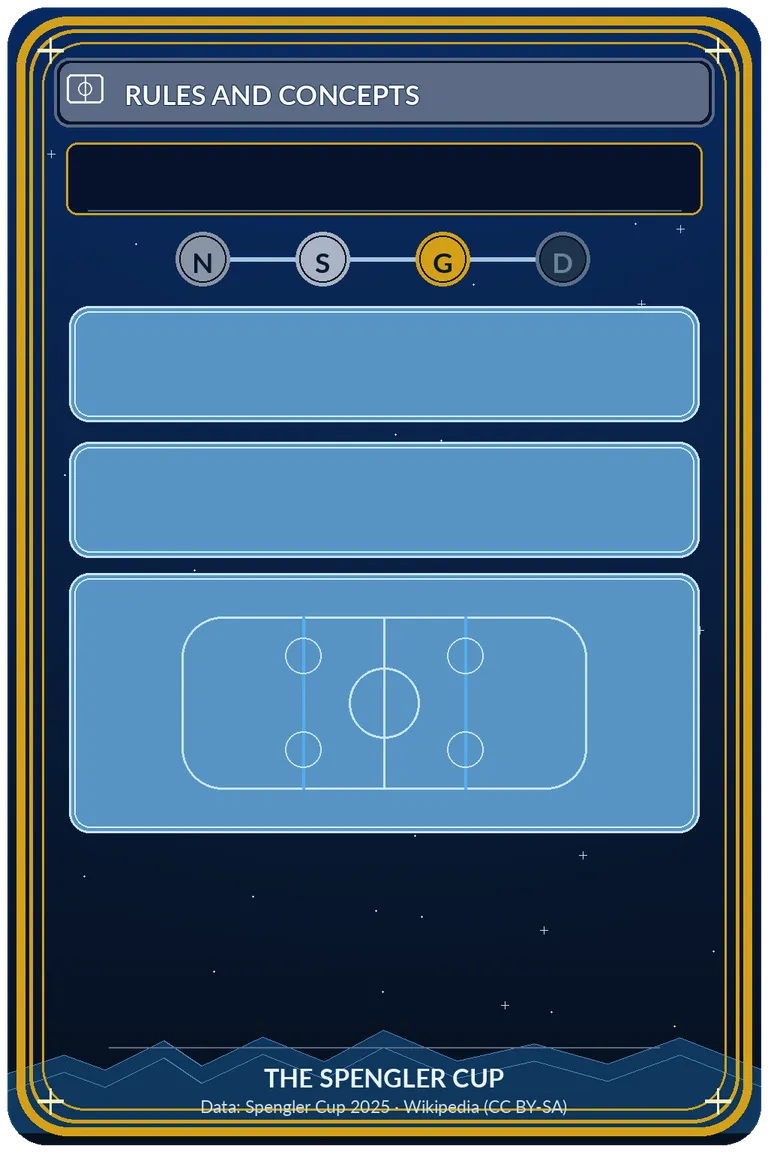 RULES AND CONCEPTS
N S G D
THE SPENGLER CUP
Data: Spengler Cup 2025 · Wikipedia (CC BY-SA)